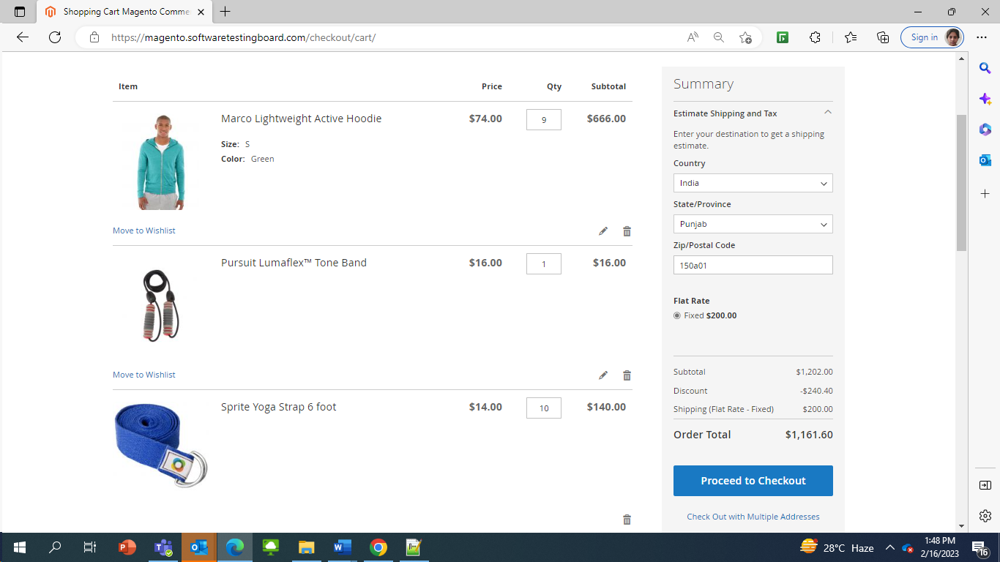 Shopping Cart Magento Comme
https://magento.softwaretestingboard.com/checkout/cart/
Sign in
Item Price Qty Subtotal
Marco Lightweight Active Hoodie $74.00 9 $666.00
Size: S
Color: Green
Move to Wishlist
Pursuit Lumaflex™ Tone Band $16.00 1 $16.00
Move to Wishlist
Sprite Yoga Strap 6 foot $14.00 10 $140.00
Summary
Estimate Shipping and Tax
Enter your destination to get a shipping
estimate.
Country
India
State/Province
Punjab
Zip/Postal Code
150a01
Flat Rate
Fixed $200.00
Subtotal $1,202.00
Discount -$240.40
Shipping (Flat Rate - Fixed) $200.00
Order Total $1,161.60
Proceed to Checkout
Check Out with Multiple Addresses
28°C Haze
1:48 PM
2/16/2023
16